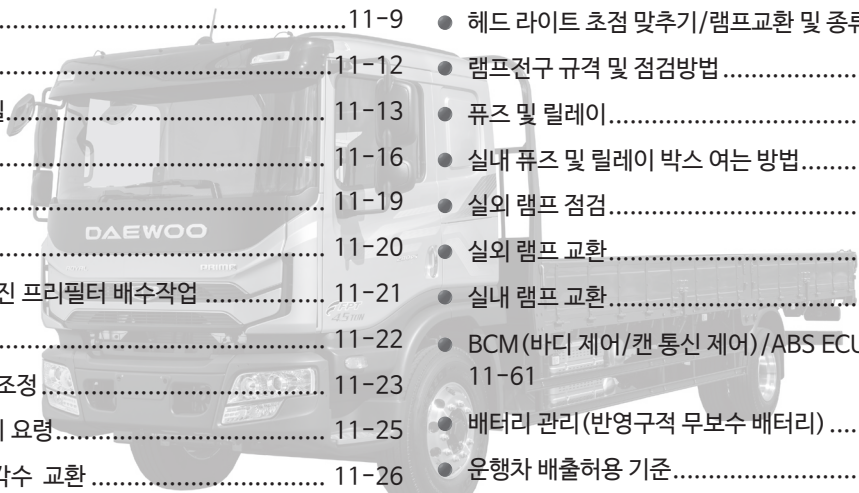 11-9
11-12
11-13
11-16
11-19
11-20
프리필터 배수작업 11-21
11-22
조정 11-23
요령 11-25
교환 11-26
● 헤드 라이트 초점 맞추기/램프교환 및
● 램프전구 규격 및 점검방법
● 퓨즈 및 릴레이
● 실내 퓨즈 및 릴레이 박스 여는 방법
● 실외 램프 점검
● 실외 램프 교환
● 실내 램프 교환
● BCM(바디 제어/캔 통신 제어)/ABS ECU
11-61
● 배터리 관리(반영구적 무보수 배터리)
● 운행차 배출허용 기준
DAEWOO
PRIMA